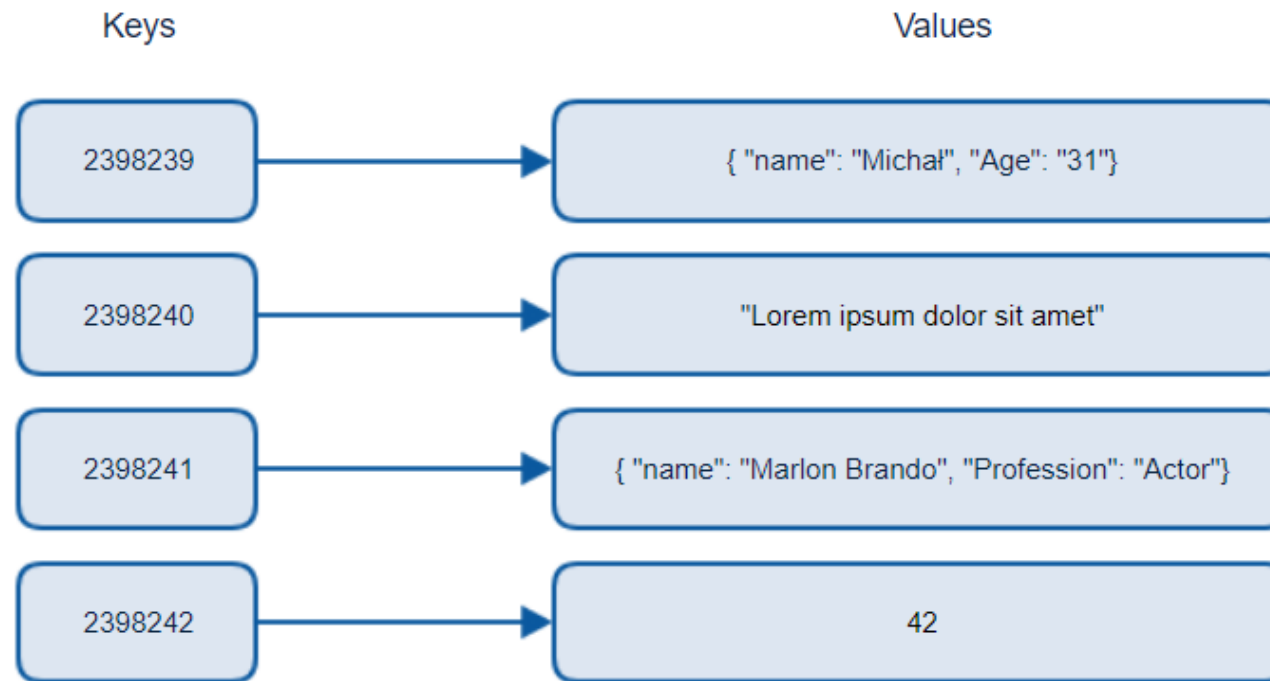 Keys Values
2398239 { "name": "Michał", "Age": "31"}
2398240 "Lorem ipsum dolor sit amet"
2398241 { "name": "Marlon Brando", "Profession": "Actor"}
2398242 42